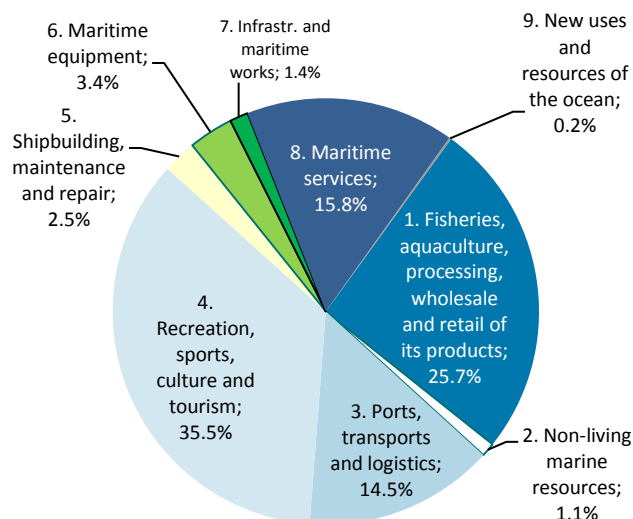 6. Maritime
equipment;
3.4%
7. Infrastr. and
maritime
works; 1.4%
9. New uses
and
resources of
the ocean;
0.2%
5.
Shipbuilding,
maintenance
and repair;
2.5%
8. Maritime
services;
15.8%
1. Fisheries,
aquaculture,
processing,
wholesale
and retail of
its products;
25.7%
4.
Recreation,
sports,
culture and
tourism;
35.5%
3. Ports,
transports
and logistics;
14.5%
2. Non-living
marine
resources;
1.1%